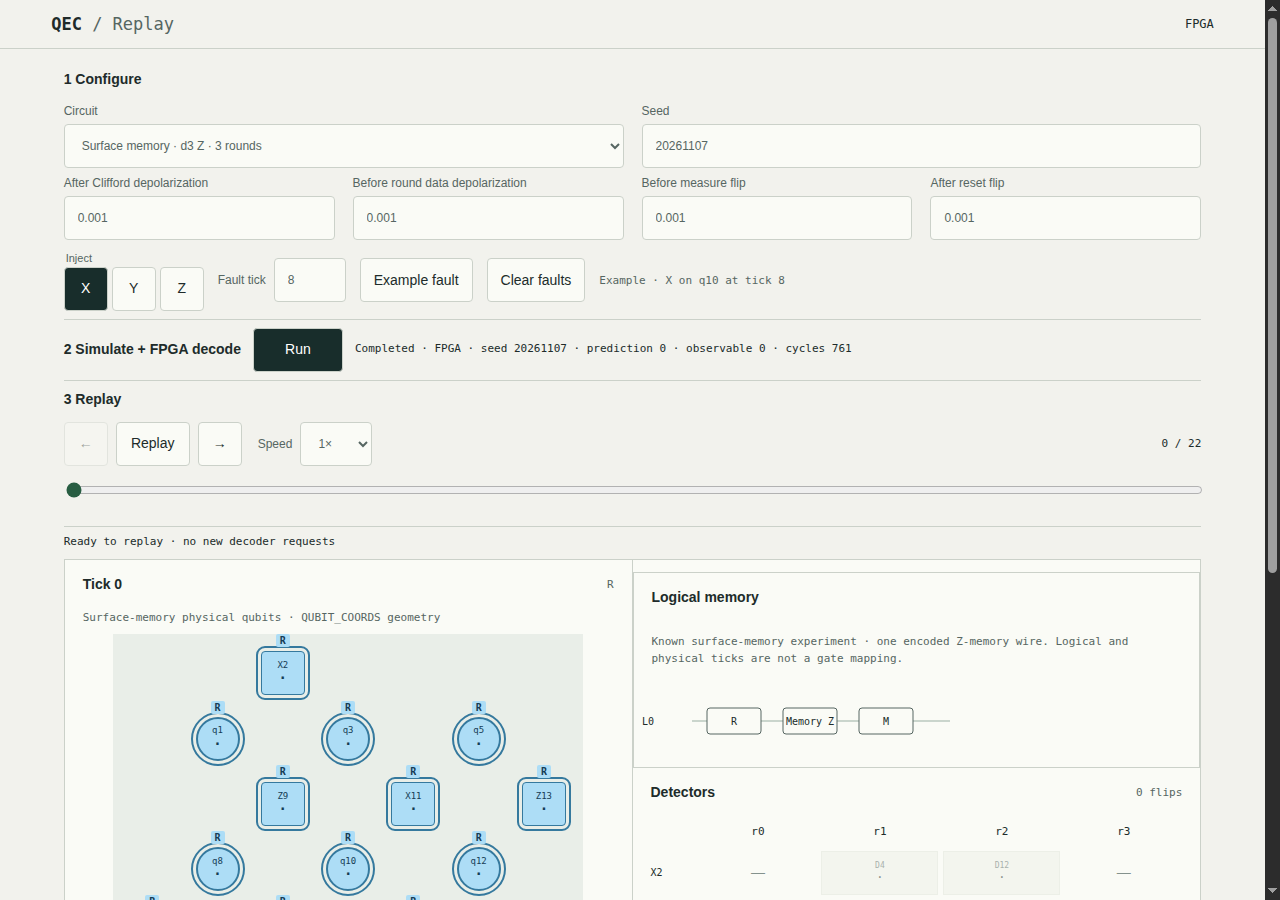 QEC / Replay
FPGA
1 Configure
Circuit
Seed
Surface memory · d3 Z · 3 rounds
20261107
After Clifford depolarization
Before round data depolarization
Before measure flip
After reset flip
0.001
0.001
0.001
0.001
Inject
X
Y
Z
Fault tick
8
Example fault
Clear faults
Example · X on q10 at tick 8
2 Simulate + FPGA decode
Run
Completed · FPGA · seed 20261107 · prediction 0 · observable 0 · cycles 761
3 Replay
←
Replay
→
Speed
1×
0 / 22
Ready to replay · no new decoder requests
Tick 0
R
Surface-memory physical qubits · QUBIT_COORDS geometry
R
X2
R
R
R
q1
q3
q5
R
R
R
Z9
X11
Z13
R
R
R
q8
q10
q12
R
R
R
Logical memory
Known surface-memory experiment · one encoded Z-memory wire. Logical and
physical ticks are not a gate mapping.
L0
R
Memory Z
M
Detectors
0 flips
r0
r1
r2
r3
X2
—
D4
·
D12
·
—